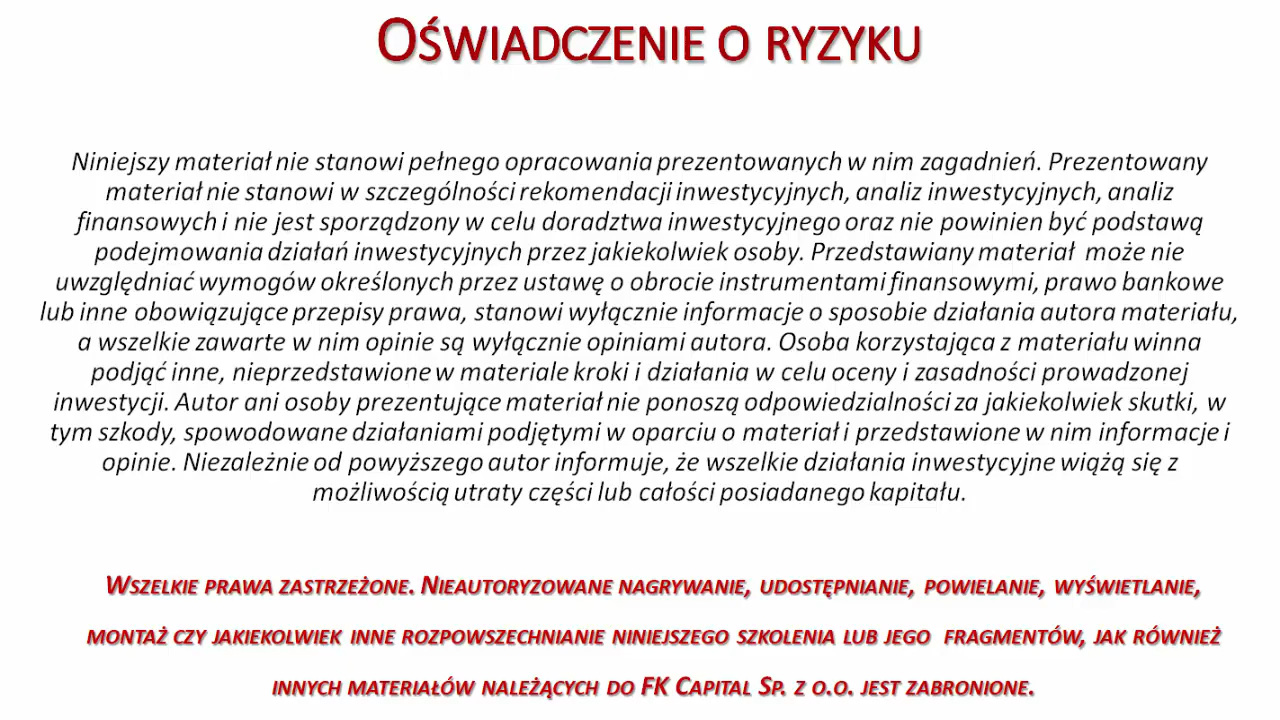 Oświadczenie o ryzyku
Niniejszy materiał nie stanowi pełnego opracowania prezentowanych w nim zagadnień. Prezentowany
materiał nie stanowi w szczególności rekomendacji inwestycyjnych, analiz inwestycyjnych, analiz
finansowych i nie jest sporządzony w celu doradztwa inwestycyjnego oraz nie powinien być podstawą
podejmowania działań inwestycyjnych przez jakiekolwiek osoby. Przedstawiany materiał może nie
uwzględniać wymogów określonych przez ustawę o obrocie instrumentami finansowymi, prawo bankowe
lub inne obowiązujące przepisy prawa, stanowi wyłącznie informacje o sposobie działania autora materiału,
a wszelkie zawarte w nim opinie są wyłącznie opiniami autora. Osoba korzystająca z materiału winna
podjąć inne, nieprzedstawione w materiale kroki i działania w celu oceny i zasadności prowadzonej
inwestycji. Autor ani osoby prezentujące materiał nie ponoszą odpowiedzialności za jakiekolwiek skutki, w
tym szkody, spowodowane działaniami podjętymi w oparciu o materiał i przedstawione w nim informacje i
opinie. Niezależnie od powyższego autor informuje, że wszelkie działania inwestycyjne wiążą się z
możliwością utraty części lub całości posiadanego kapitału.
Wszelkie prawa zastrzeżone. Nieautoryzowane nagrywanie, udostępnianie, powielanie, wyświetlanie,
montaż czy jakiekolwiek inne rozpowszechnianie niniejszego szkolenia lub jego fragmentów, jak również
innych materiałów należących do FK Capital Sp. z o.o. jest zabronione.